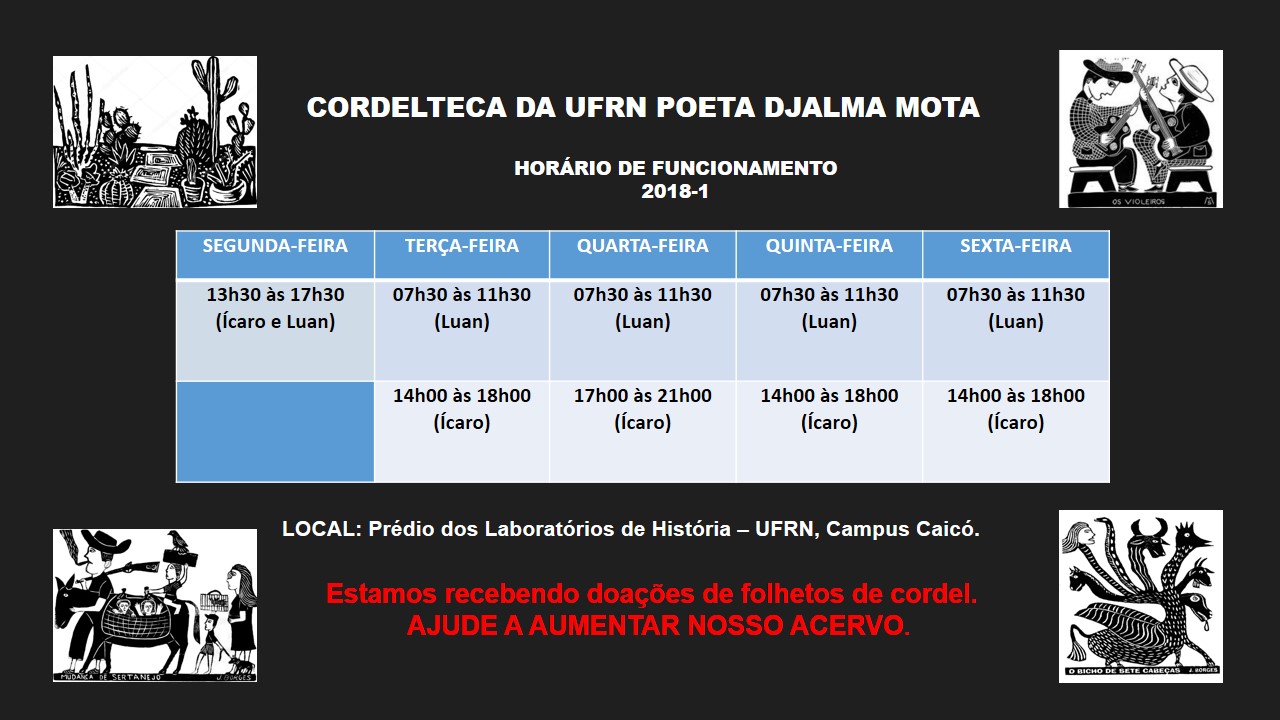 CORDELTECA DA UFRN POETA DJALMA MOTA
HORÁRIO DE FUNCIONAMENTO
2018-1
OS VIOLEIROS
SEGUNDA-FEIRA TERÇA-FEIRA QUARTA-FEIRA QUINTA-FEIRA SEXTA-FEIRA
13h30 às 17h30 07h30 às 11h30 07h30 às 11h30 07h30 às 11h30 07h30 às 11h30
(Ícaro e Luan) (Luan) (Luan) (Luan) (Luan)
14h00 às 18h00 17h00 às 21h00 14h00 às 18h00 14h00 às 18h00
(Ícaro) (Ícaro) (Ícaro) (Ícaro)
LOCAL: Prédio dos Laboratórios de História – UFRN, Campus Caicó.
Estamos recebendo doações de folhetos de cordel.
AJUDE A AUMENTAR NOSSO ACERVO.
MUDANÇA DE SERTANEJO J. BORGES
O BICHO DE SETE CABEÇAS J. BORGES